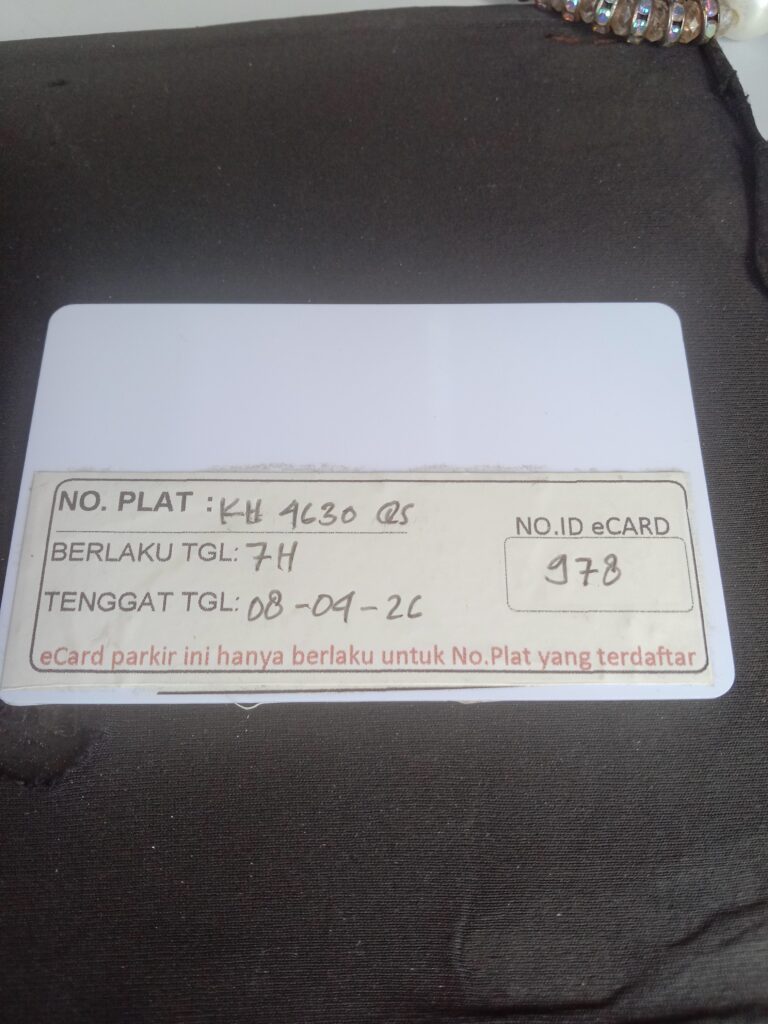 NO. PLAT : KH 4630 QS
BERLAKU TGL: 7H
TENGGAT TGL: 08-04-26
NO.ID eCARD
978
eCard parkir ini hanya berlaku untuk No.Plat yang terdaftar